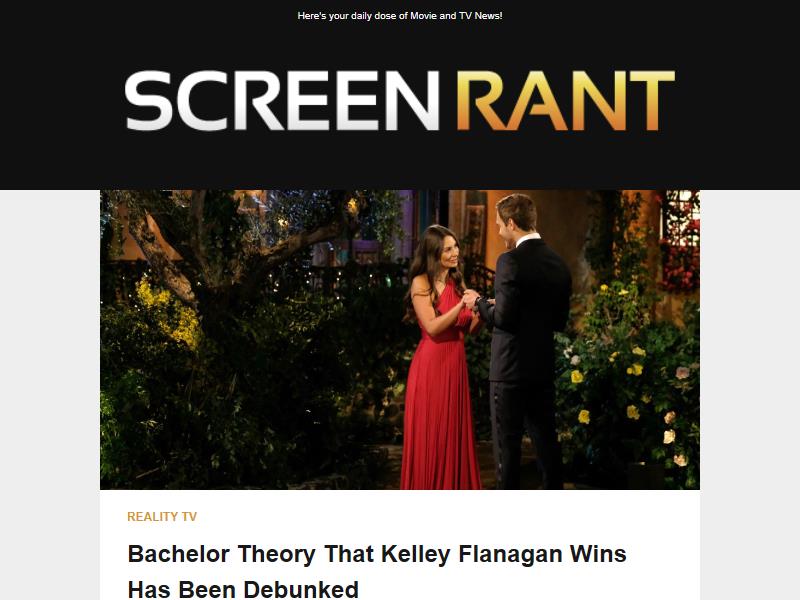 Here's your daily dose of Movie and TV News!
SCREEN RANT
REALITY TV
Bachelor Theory That Kelley Flanagan Wins
Has Been Debunked